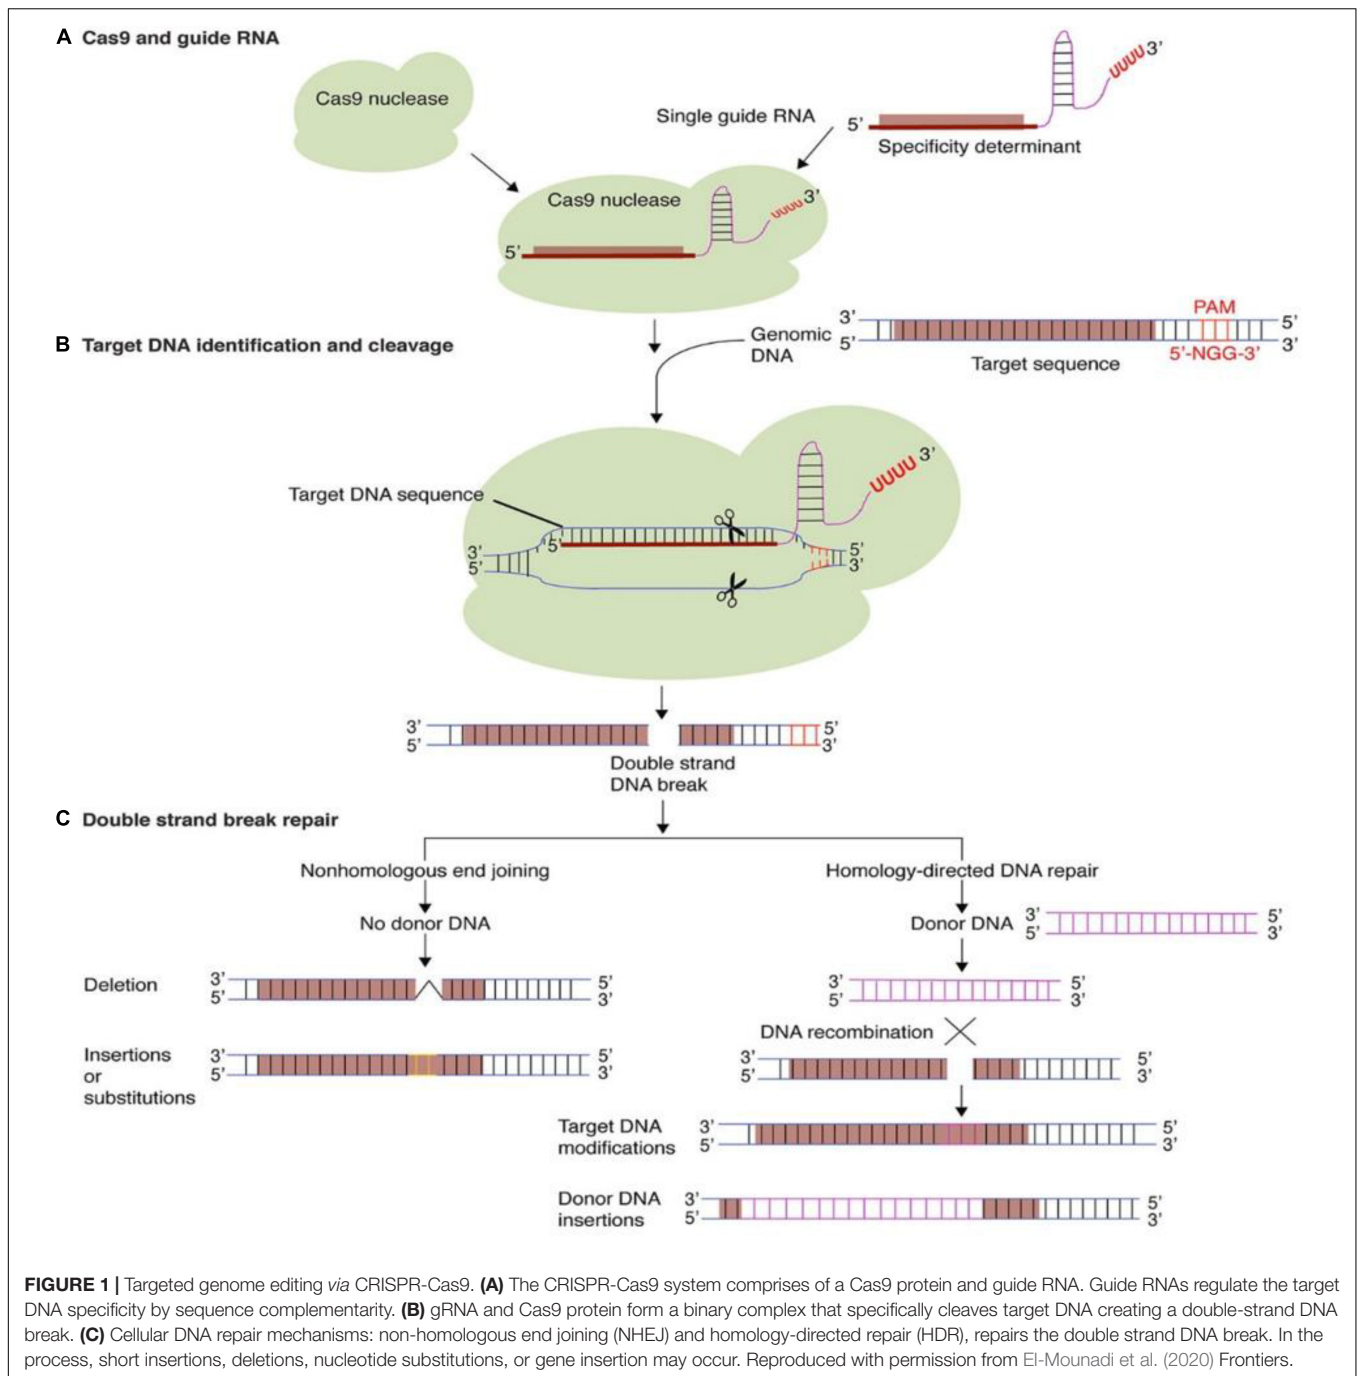 A Cas9 and guide RNA
Cas9 nuclease
UUUU 3’
Single guide RNA
5’
Specificity determinant
Cas9 nuclease
UUUU 3’
5’
B Target DNA identification and cleavage
Genomic
DNA
3’ 5’
5’ 3’
PAM
5’-NGG-3’
Target sequence
UUUU 3’
Target DNA sequence
5’
3’ 5’
5’ 3’
3’ 5’
5’ 3’
Double strand
DNA break
C Double strand break repair
Nonhomologous end joining
No donor DNA
Deletion
3’ 5’
5’ 3’
Insertions
or
substitutions
3’ 5’
5’ 3’
Homology-directed DNA repair
Donor DNA
3’ 5’
5’ 3’
3’ 5’
5’ 3’
DNA recombination
3’ 5’
5’ 3’
Target DNA
modifications
3’ 5’
5’ 3’
Donor DNA
insertions
3’ 5’
5’ 3’
FIGURE 1 | Targeted genome editing via CRISPR-Cas9. (A) The CRISPR-Cas9 system comprises of a Cas9 protein and guide RNA. Guide RNAs regulate the target
DNA specificity by sequence complementarity. (B) gRNA and Cas9 protein form a binary complex that specifically cleaves target DNA creating a double-strand DNA
break. (C) Cellular DNA repair mechanisms: non-homologous end joining (NHEJ) and homology-directed repair (HDR), repairs the double strand DNA break. In the
process, short insertions, deletions, nucleotide substitutions, or gene insertion may occur. Reproduced with permission from El-Mounadi et al. (2020) Frontiers.